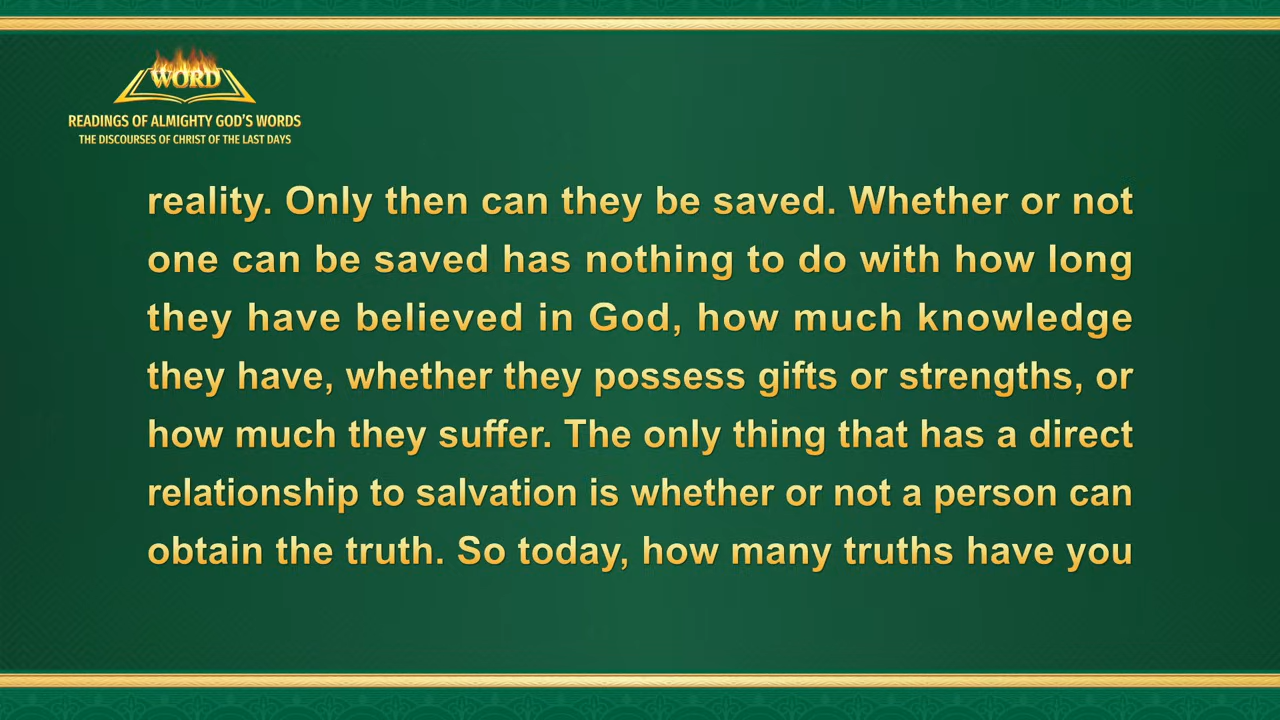 WORD
READINGS OF ALMIGHTY GOD'S WORDS
THE DISCOURSES OF CHRIST OF THE LAST DAYS
reality. Only then can they be saved. Whether or not
one can be saved has nothing to do with how long
they have believed in God, how much knowledge
they have, whether they possess gifts or strengths, or
how much they suffer. The only thing that has a direct
relationship to salvation is whether or not a person can
obtain the truth. So today, how many truths have you